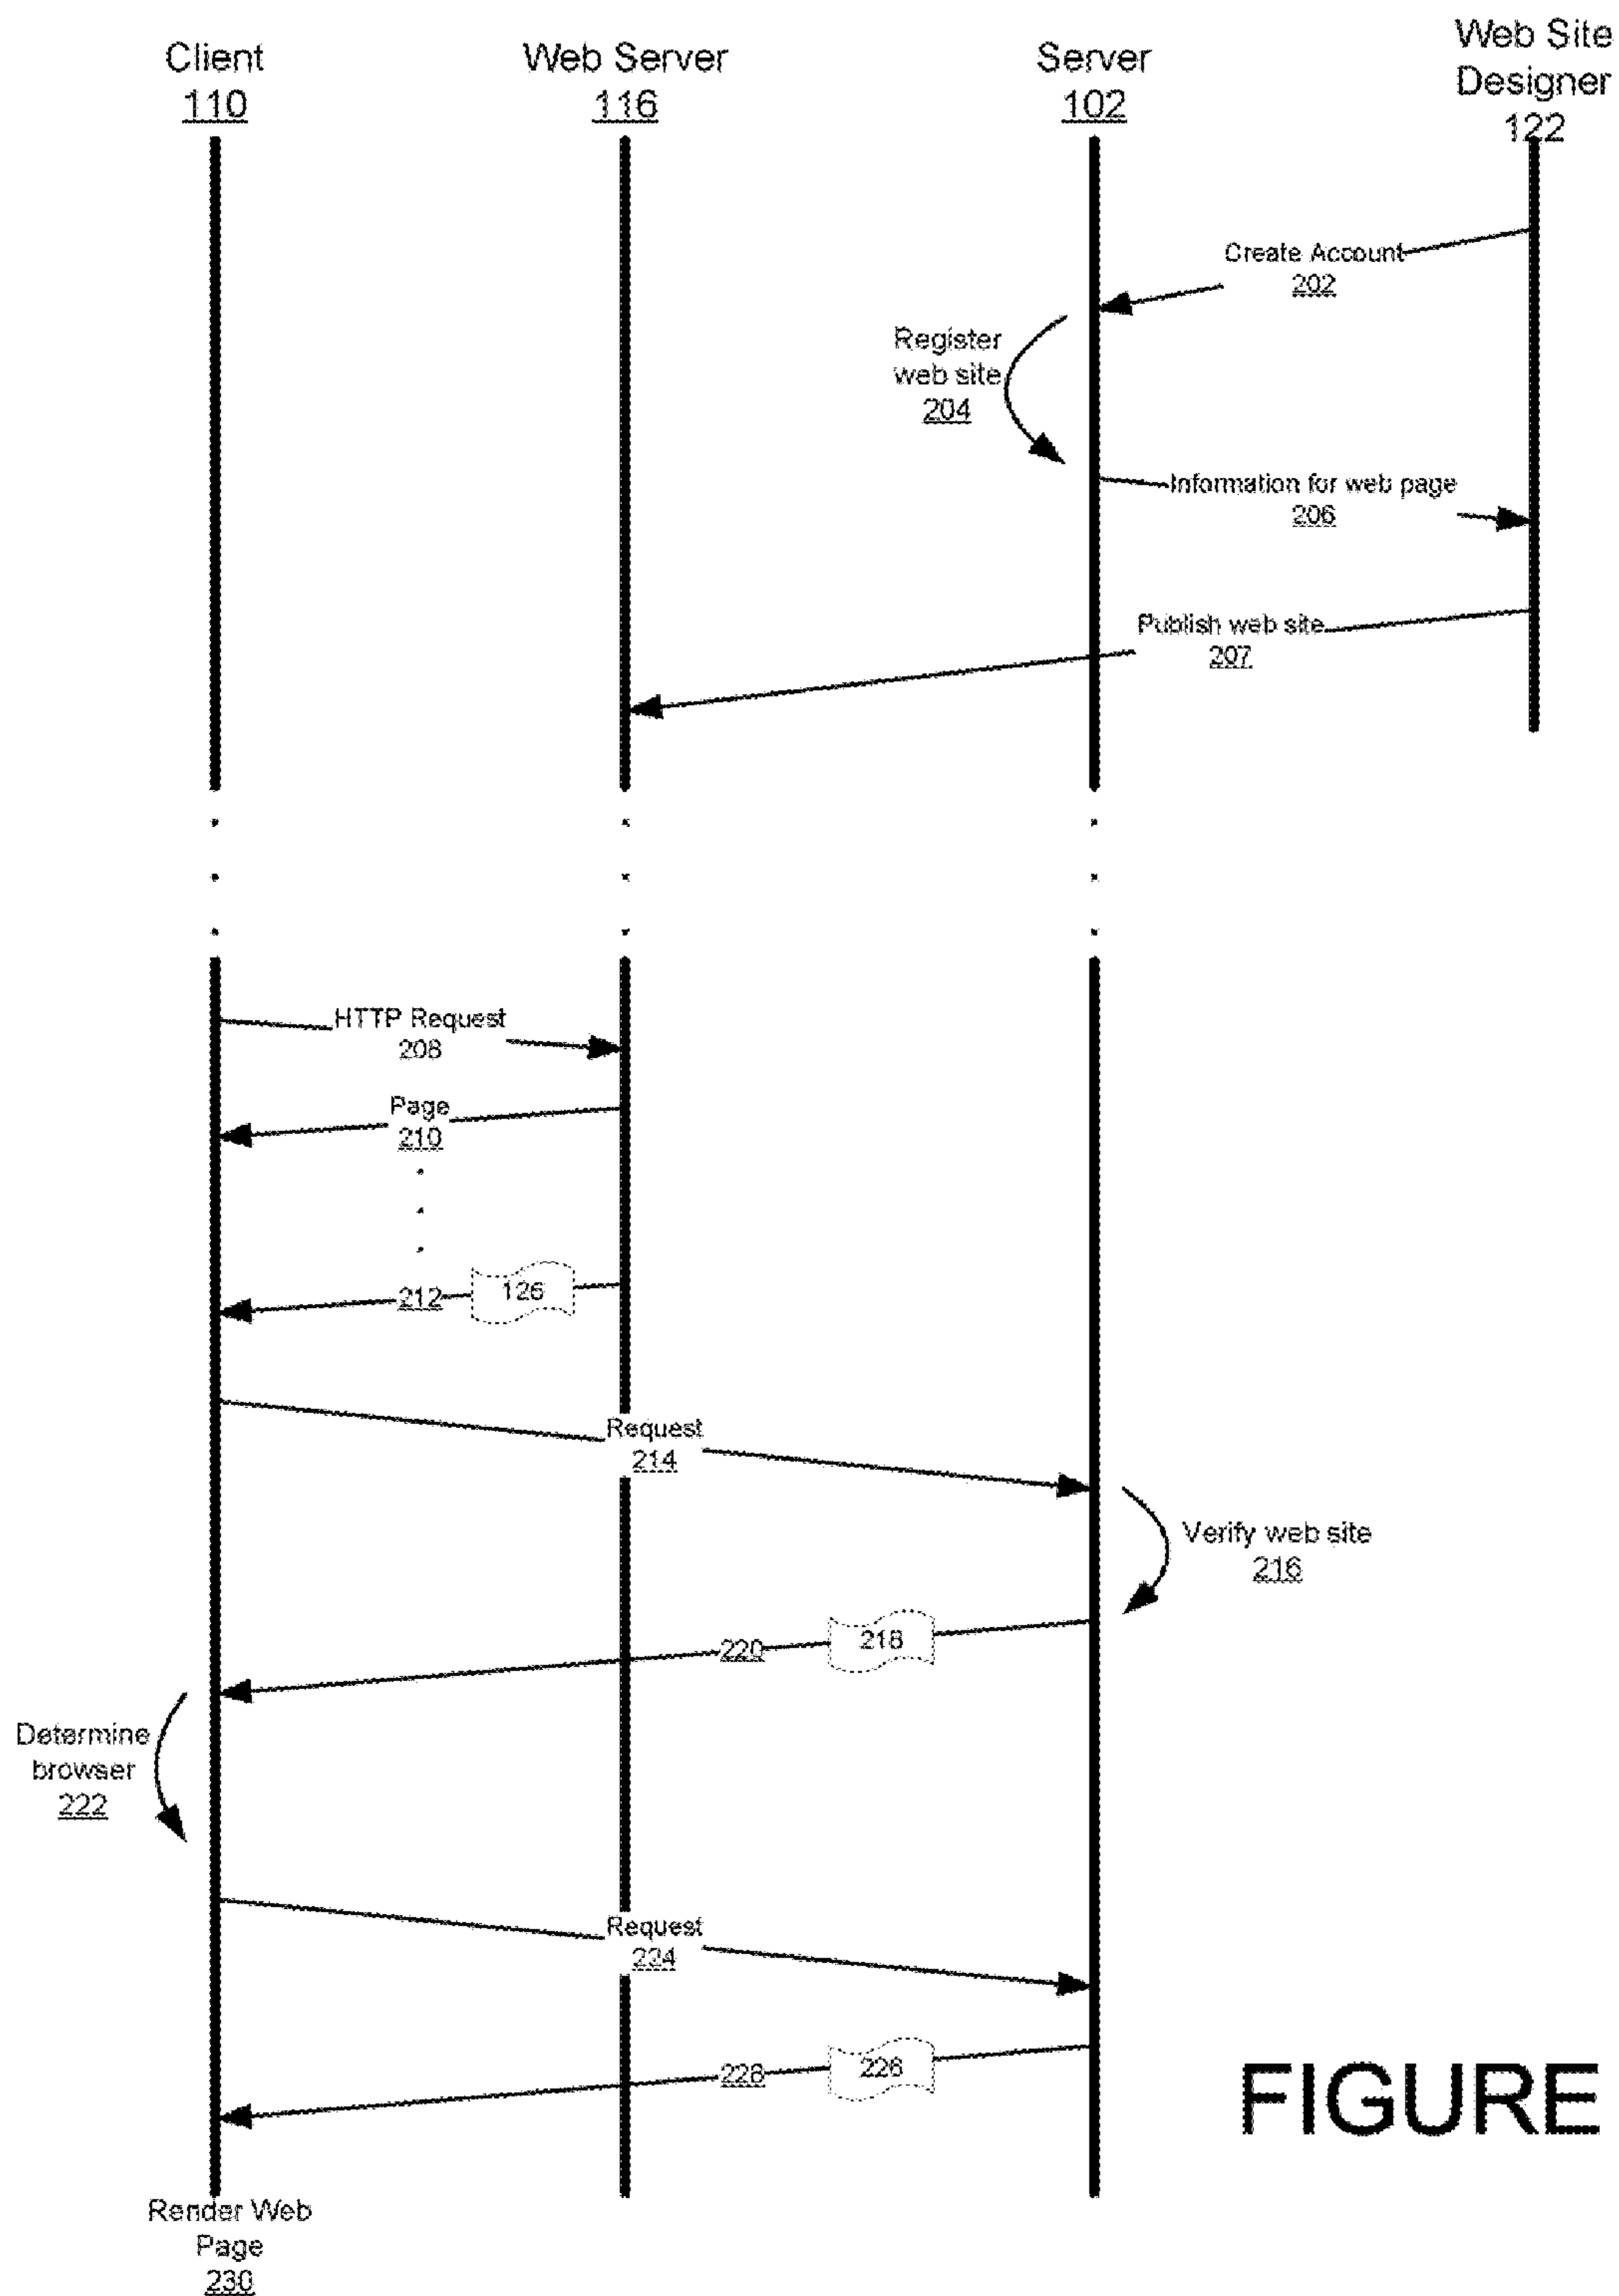 Client
110
Web Server
116
Server
102
Web Site
Designer
122
Create Account
202
Register
web site
204
Information for web page
206
Publish web site
207
HTTP Request
208
Page
210
212
126
Request
214
Verify web site
216
220
218
Determine
browser
222
Request
224
228
226
FIGURE
Render Web
Page
230